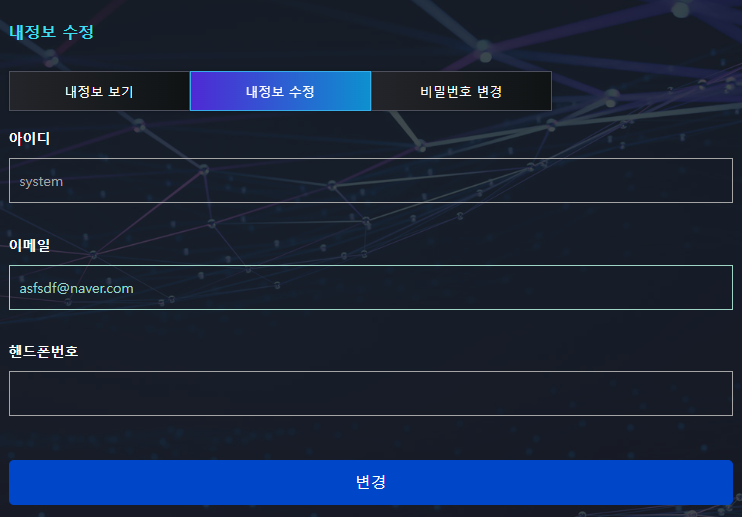 내정보 수정
내정보 보기
내정보 수정
비밀번호 변경
아이디
system
이메일
asfsdf@naver.com
핸드폰번호
변경